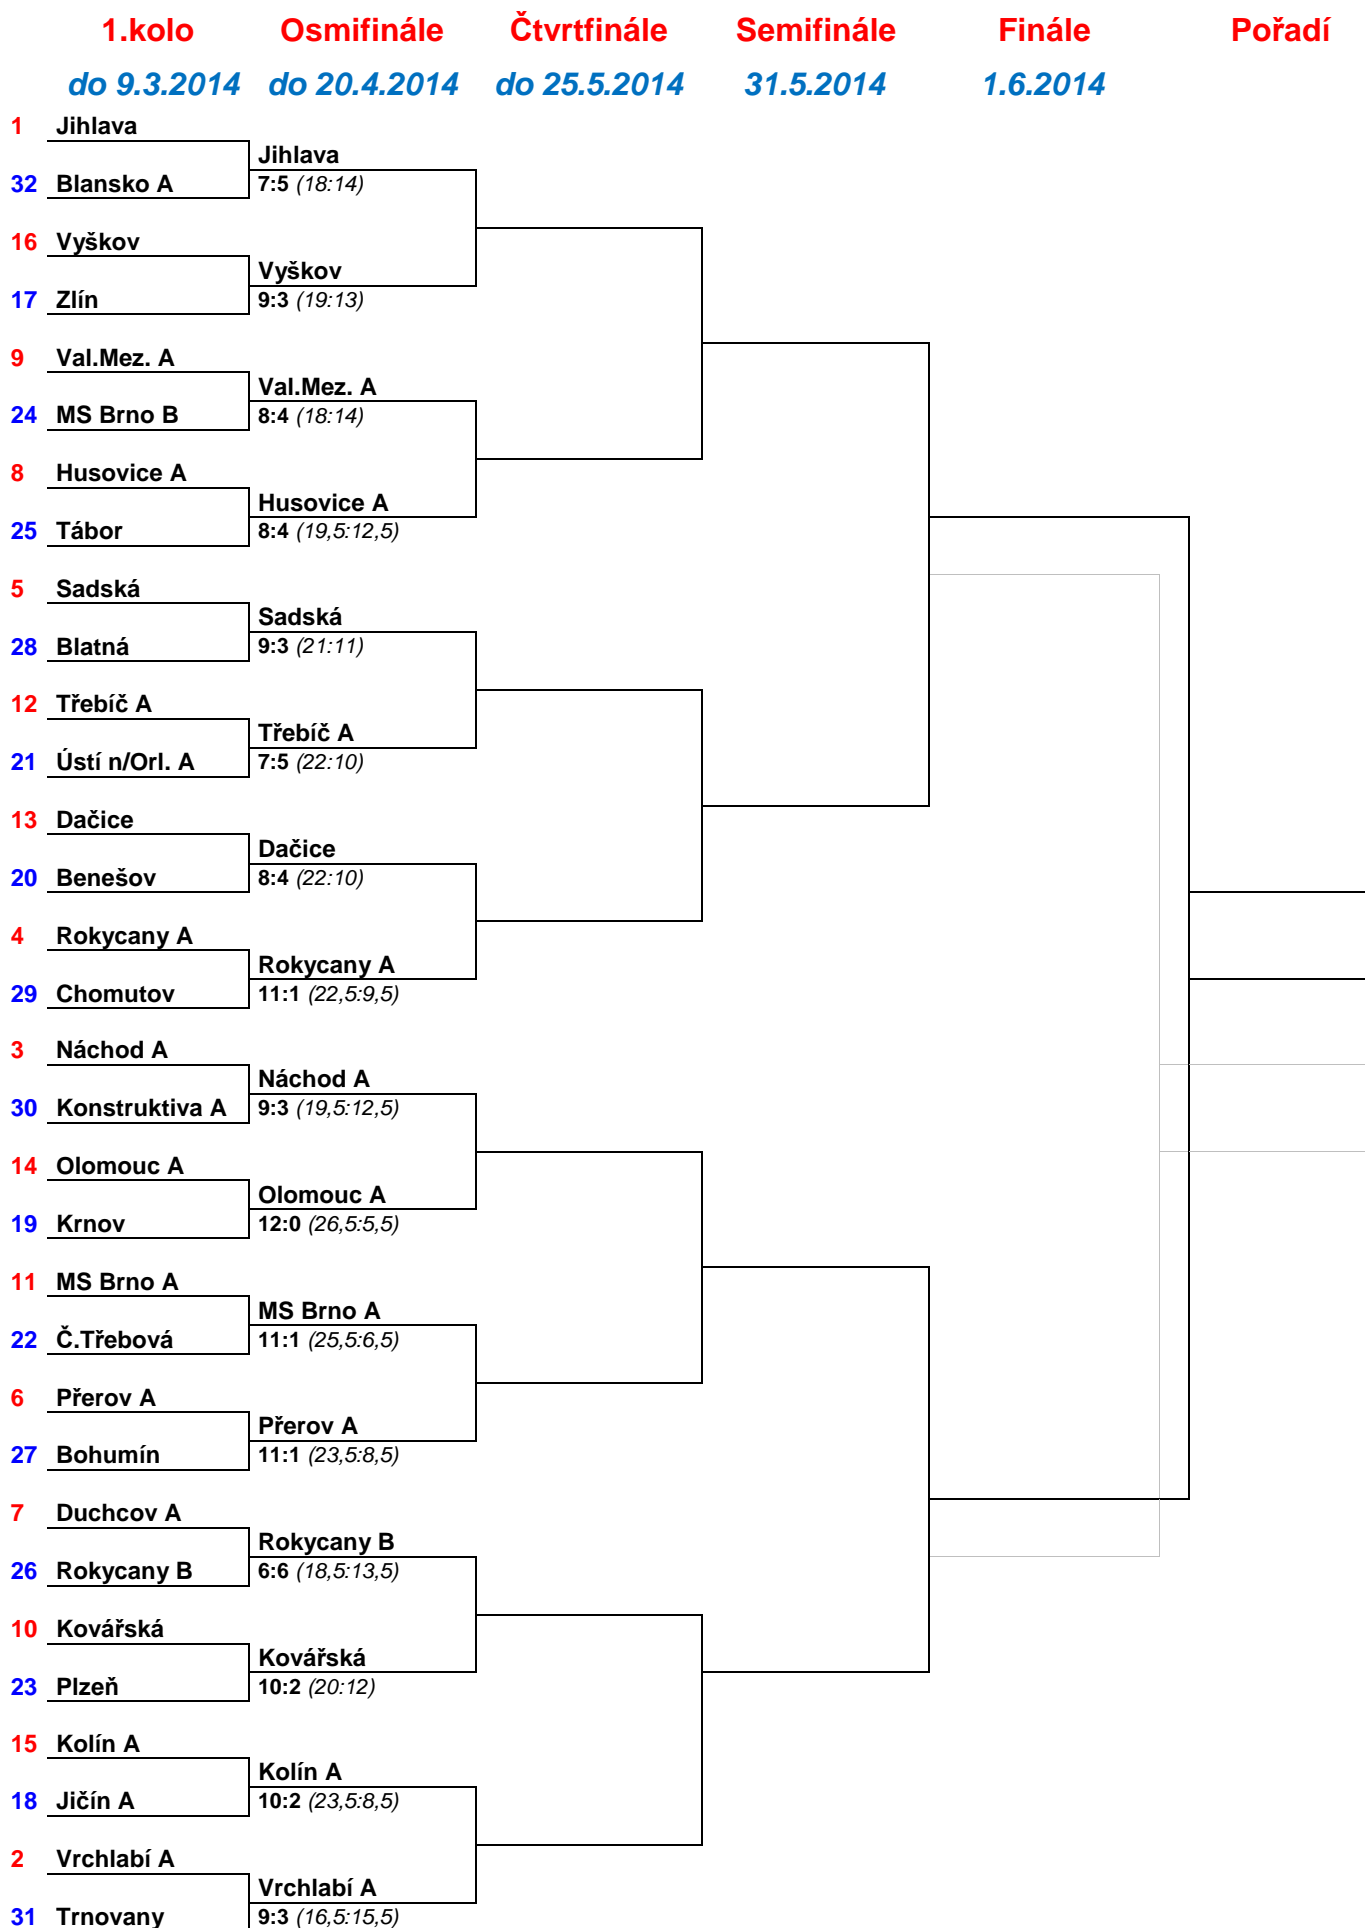 1.kolo Osmifinále Čtvrtfinále Semifinále Finále Pořadí
do 9.3.2014 do 20.4.2014 do 25.5.2014 31.5.2014 1.6.2014
1 Jihlava
Jihlava
32 Blansko A 7:5 (18:14)
16 Vyškov
Vyškov
17 Zlín 9:3 (19:13)
9 Val.Mez. A
Val.Mez. A
24 MS Brno B 8:4 (18:14)
8 Husovice A
Husovice A
25 Tábor 8:4 (19,5:12,5)
5 Sadská
Sadská
28 Blatná 9:3 (21:11)
12 Třebíč A
Třebíč A
21 Ústí n/Orl. A 7:5 (22:10)
13 Dačice
Dačice
20 Benešov 8:4 (22:10)
4 Rokycany A
Rokycany A
29 Chomutov 11:1 (22,5:9,5)
3 Náchod A
Náchod A
30 Konstruktiva A 9:3 (19,5:12,5)
14 Olomouc A
Olomouc A
19 Krnov 12:0 (26,5:5,5)
11 MS Brno A
MS Brno A
22 Č.Třebová 11:1 (25,5:6,5)
6 Přerov A
Přerov A
27 Bohumín 11:1 (23,5:8,5)
7 Duchcov A
Rokycany B
26 Rokycany B 6:6 (18,5:13,5)
10 Kovářská
Kovářská
23 Plzeň 10:2 (20:12)
15 Kolín A
Kolín A
18 Jičín A 10:2 (23,5:8,5)
2 Vrchlabí A
Vrchlabí A
31 Trnovany 9:3 (16,5:15,5)